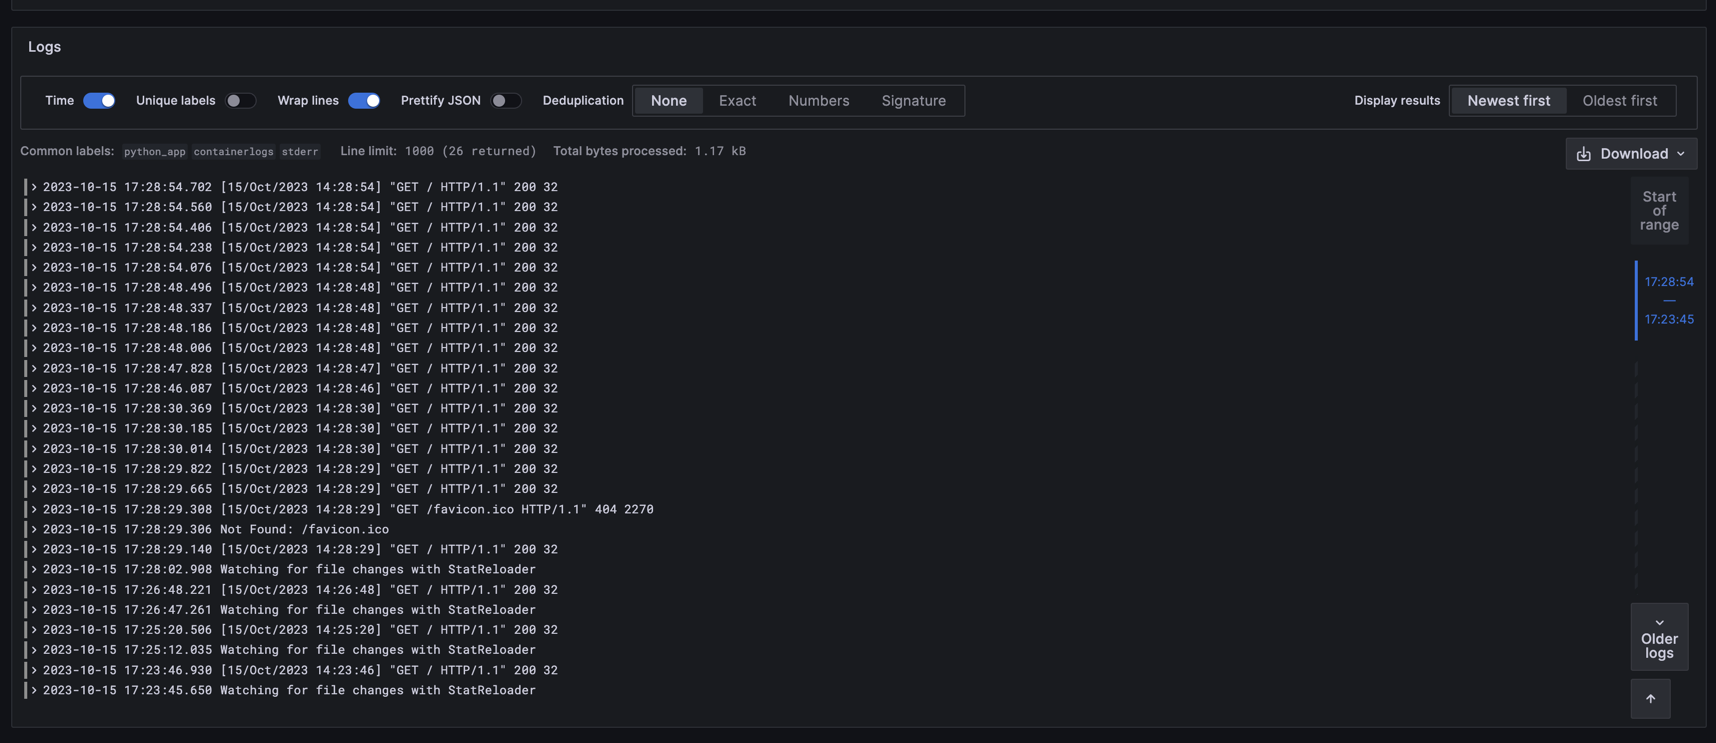 Logs
Time Unique labels Wrap lines Prettify JSON Deduplication None Exact Numbers Signature Display results Newest first Oldest first
Common labels: python_app containerlogs stderr Line limit: 1000 (26 returned) Total bytes processed: 1.17 kB
Download
2023-10-15 17:28:54.702 [15/Oct/2023 14:28:54] "GET / HTTP/1.1" 200 32
2023-10-15 17:28:54.560 [15/Oct/2023 14:28:54] "GET / HTTP/1.1" 200 32
2023-10-15 17:28:54.406 [15/Oct/2023 14:28:54] "GET / HTTP/1.1" 200 32
2023-10-15 17:28:54.238 [15/Oct/2023 14:28:54] "GET / HTTP/1.1" 200 32
2023-10-15 17:28:54.076 [15/Oct/2023 14:28:54] "GET / HTTP/1.1" 200 32
2023-10-15 17:28:48.496 [15/Oct/2023 14:28:48] "GET / HTTP/1.1" 200 32
2023-10-15 17:28:48.337 [15/Oct/2023 14:28:48] "GET / HTTP/1.1" 200 32
2023-10-15 17:28:48.186 [15/Oct/2023 14:28:48] "GET / HTTP/1.1" 200 32
2023-10-15 17:28:48.006 [15/Oct/2023 14:28:48] "GET / HTTP/1.1" 200 32
2023-10-15 17:28:47.828 [15/Oct/2023 14:28:47] "GET / HTTP/1.1" 200 32
2023-10-15 17:28:46.087 [15/Oct/2023 14:28:46] "GET / HTTP/1.1" 200 32
2023-10-15 17:28:30.369 [15/Oct/2023 14:28:30] "GET / HTTP/1.1" 200 32
2023-10-15 17:28:30.185 [15/Oct/2023 14:28:30] "GET / HTTP/1.1" 200 32
2023-10-15 17:28:30.014 [15/Oct/2023 14:28:30] "GET / HTTP/1.1" 200 32
2023-10-15 17:28:29.822 [15/Oct/2023 14:28:29] "GET / HTTP/1.1" 200 32
2023-10-15 17:28:29.665 [15/Oct/2023 14:28:29] "GET / HTTP/1.1" 200 32
2023-10-15 17:28:29.308 [15/Oct/2023 14:28:29] "GET /favicon.ico HTTP/1.1" 404 2270
2023-10-15 17:28:29.306 Not Found: /favicon.ico
2023-10-15 17:28:29.140 [15/Oct/2023 14:28:29] "GET / HTTP/1.1" 200 32
2023-10-15 17:28:02.908 Watching for file changes with StatReloader
2023-10-15 17:26:48.221 [15/Oct/2023 14:26:48] "GET / HTTP/1.1" 200 32
2023-10-15 17:26:47.261 Watching for file changes with StatReloader
2023-10-15 17:25:20.506 [15/Oct/2023 14:25:20] "GET / HTTP/1.1" 200 32
2023-10-15 17:25:12.035 Watching for file changes with StatReloader
2023-10-15 17:23:46.930 [15/Oct/2023 14:23:46] "GET / HTTP/1.1" 200 32
2023-10-15 17:23:45.650 Watching for file changes with StatReloader
Start
of
range
17:28:54
—
17:23:45
Older
logs